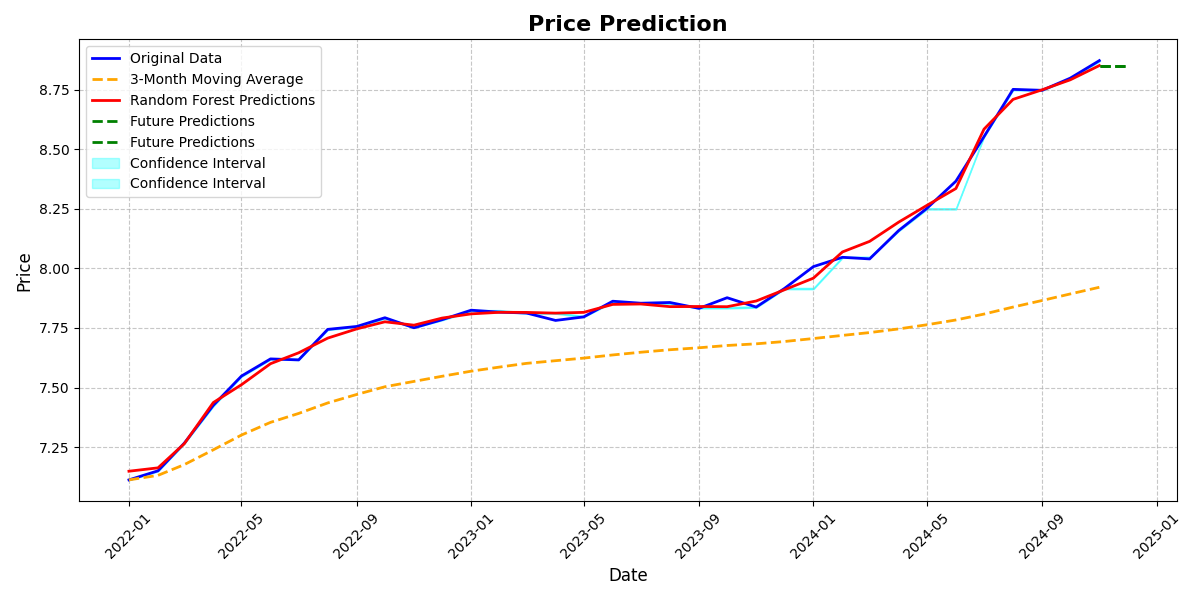 Price Prediction
Original Data
3-Month Moving Average
Random Forest Predictions
Future Predictions
Future Predictions
Confidence Interval
Confidence Interval
Price
8.75
8.50
8.25
8.00
7.75
7.50
7.25
2022-01
2022-05
2022-09
2023-01
2023-05
2023-09
2024-01
2024-05
2024-09
2025-01
Date